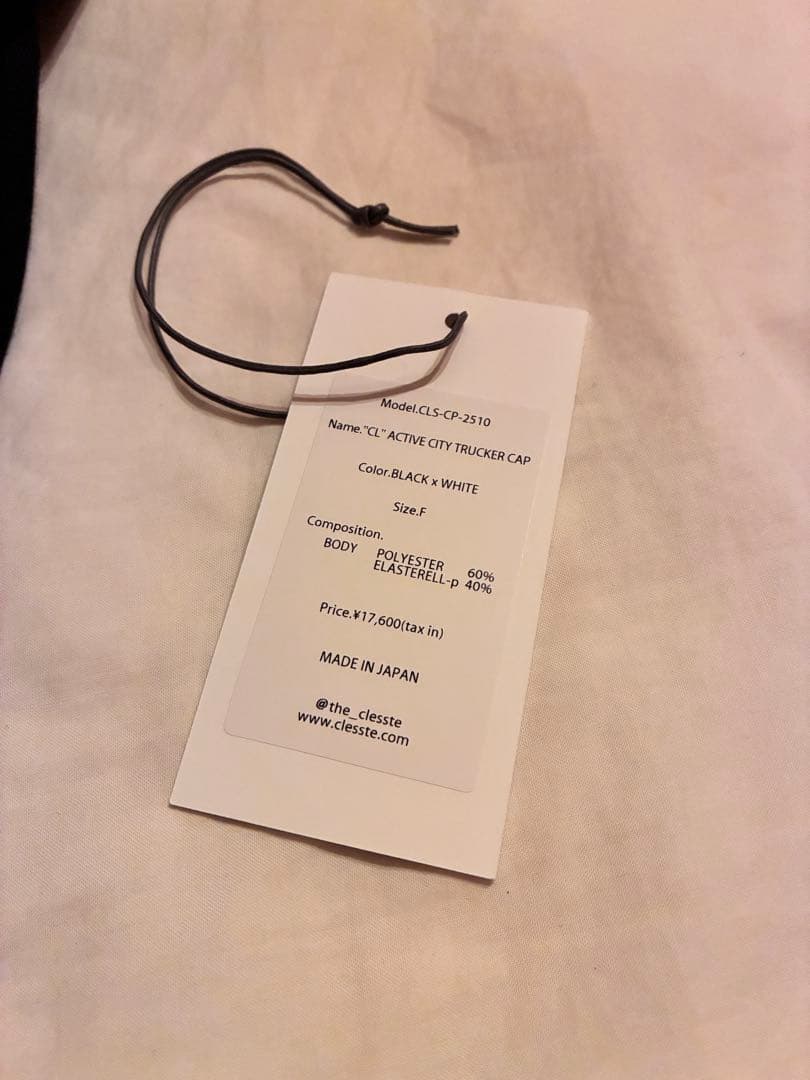 Model.CLS-CP-2510
Name."CL" ACTIVE CITY TRUCKER CAP
Color.BLACK x WHITE
Size.F
Composition.
BODY POLYESTER 60%
ELASTERELL-p 40%
Price.¥17,600(tax in)
MADE IN JAPAN
@the_clesste
www.clesste.com